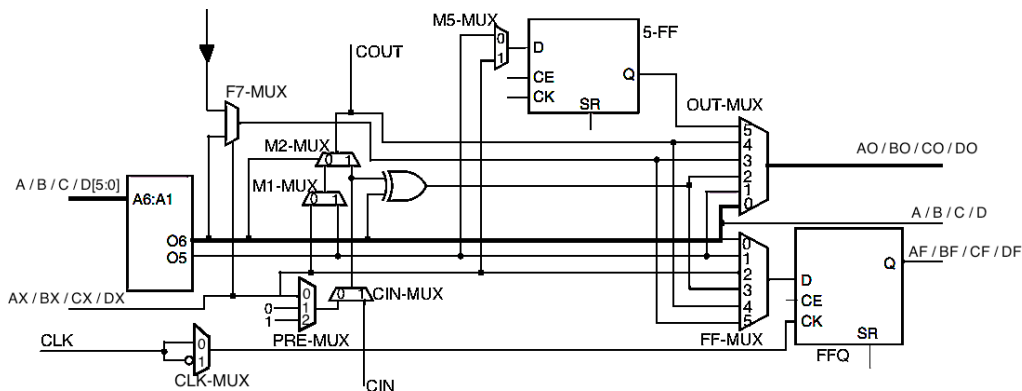 M5-MUX
5-FF
0
1
D
CE
CK
Q
SR
COUT
F7-MUX
OUT-MUX
5
4
3
2
1
0
AO / BO / CO / DO
M2-MUX
0 1
M1-MUX
0 1
A / B / C / D[5:0]
A6:A1
O6
O5
A / B / C / D
0
1
2
3
4
5
FF-MUX
D
CE
CK
Q
SR
FFQ
AF / BF / CF / DF
AX / BX / CX / DX
0
0 1
1 2
PRE-MUX
0 1
CIN-MUX
CIN
CLK
0
1
CLK-MUX